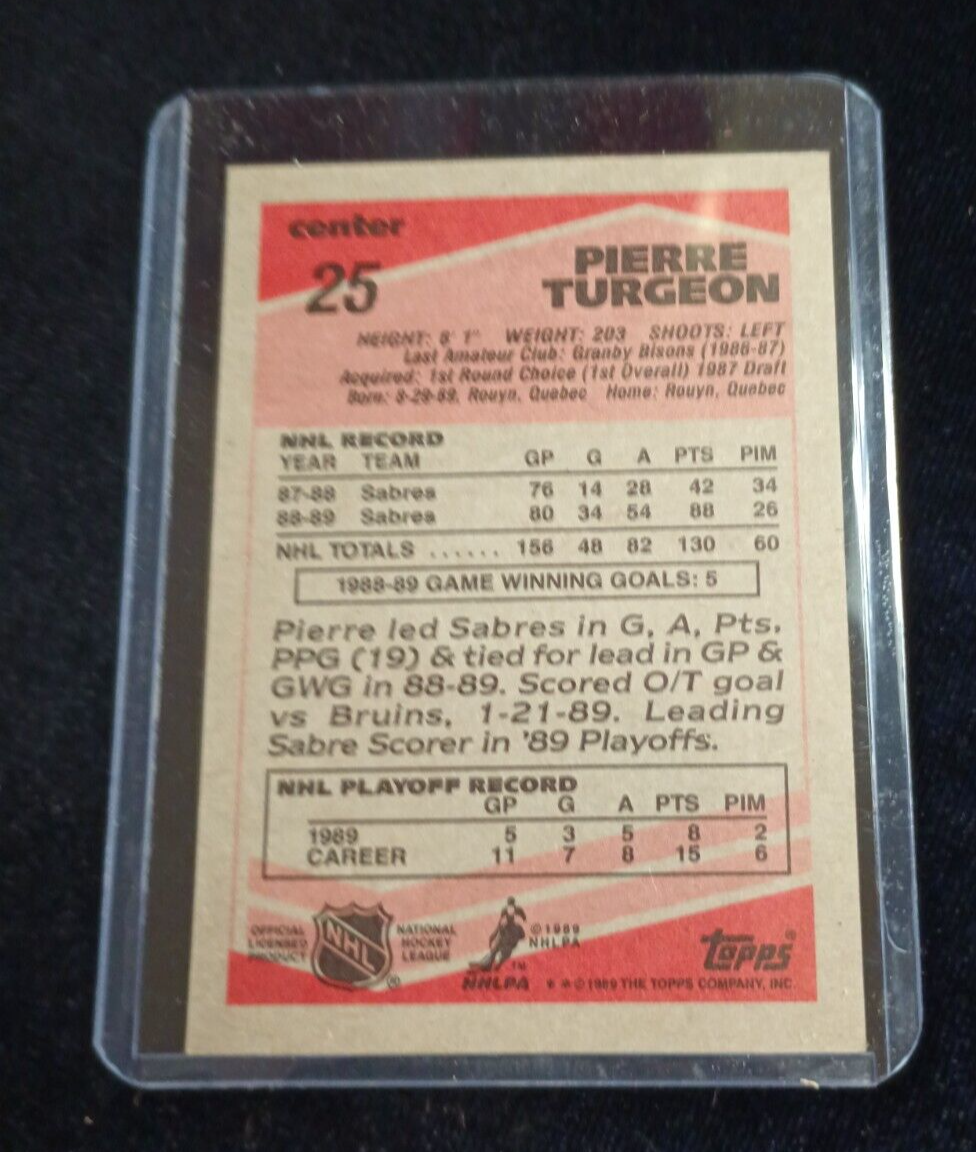 center
25
PIERRE
TURGEON
HEIGHT: 6' 1" WEIGHT: 203 SHOOTS: LEFT
Last Amateur Club: Granby Bisons (1986-87)
Acquired: 1st Round Choice (1st Overall) 1987 Draft
Born: 8-29-69, Rouyn, Quebec Home: Rouyn, Quebec
NHL RECORD
YEAR TEAM GP G A PTS PIM
87-88 Sabres 76 14 28 42 34
88-89 Sabres 80 34 54 88 26
NHL TOTALS ...... 156 48 82 130 60
1988-89 GAME WINNING GOALS: 5
Pierre led Sabres in G, A, Pts.
PPG (19) & tied for lead in GP &
GWG in 88-89. Scored O/T goal
vs Bruins, 1-21-89. Leading
Sabre Scorer in '89 Playoffs.
NHL PLAYOFF RECORD
GP G A PTS PIM
1989 5 3 5 8 2
CAREER 11 7 8 15 6
OFFICIAL
LICENSED
PRODUCT
NHL
®
NATIONAL
HOCKEY
LEAGUE
© 1989
NHLPA
TM
NHLPA
Topps®
* * © 1989 THE TOPPS COMPANY, INC.